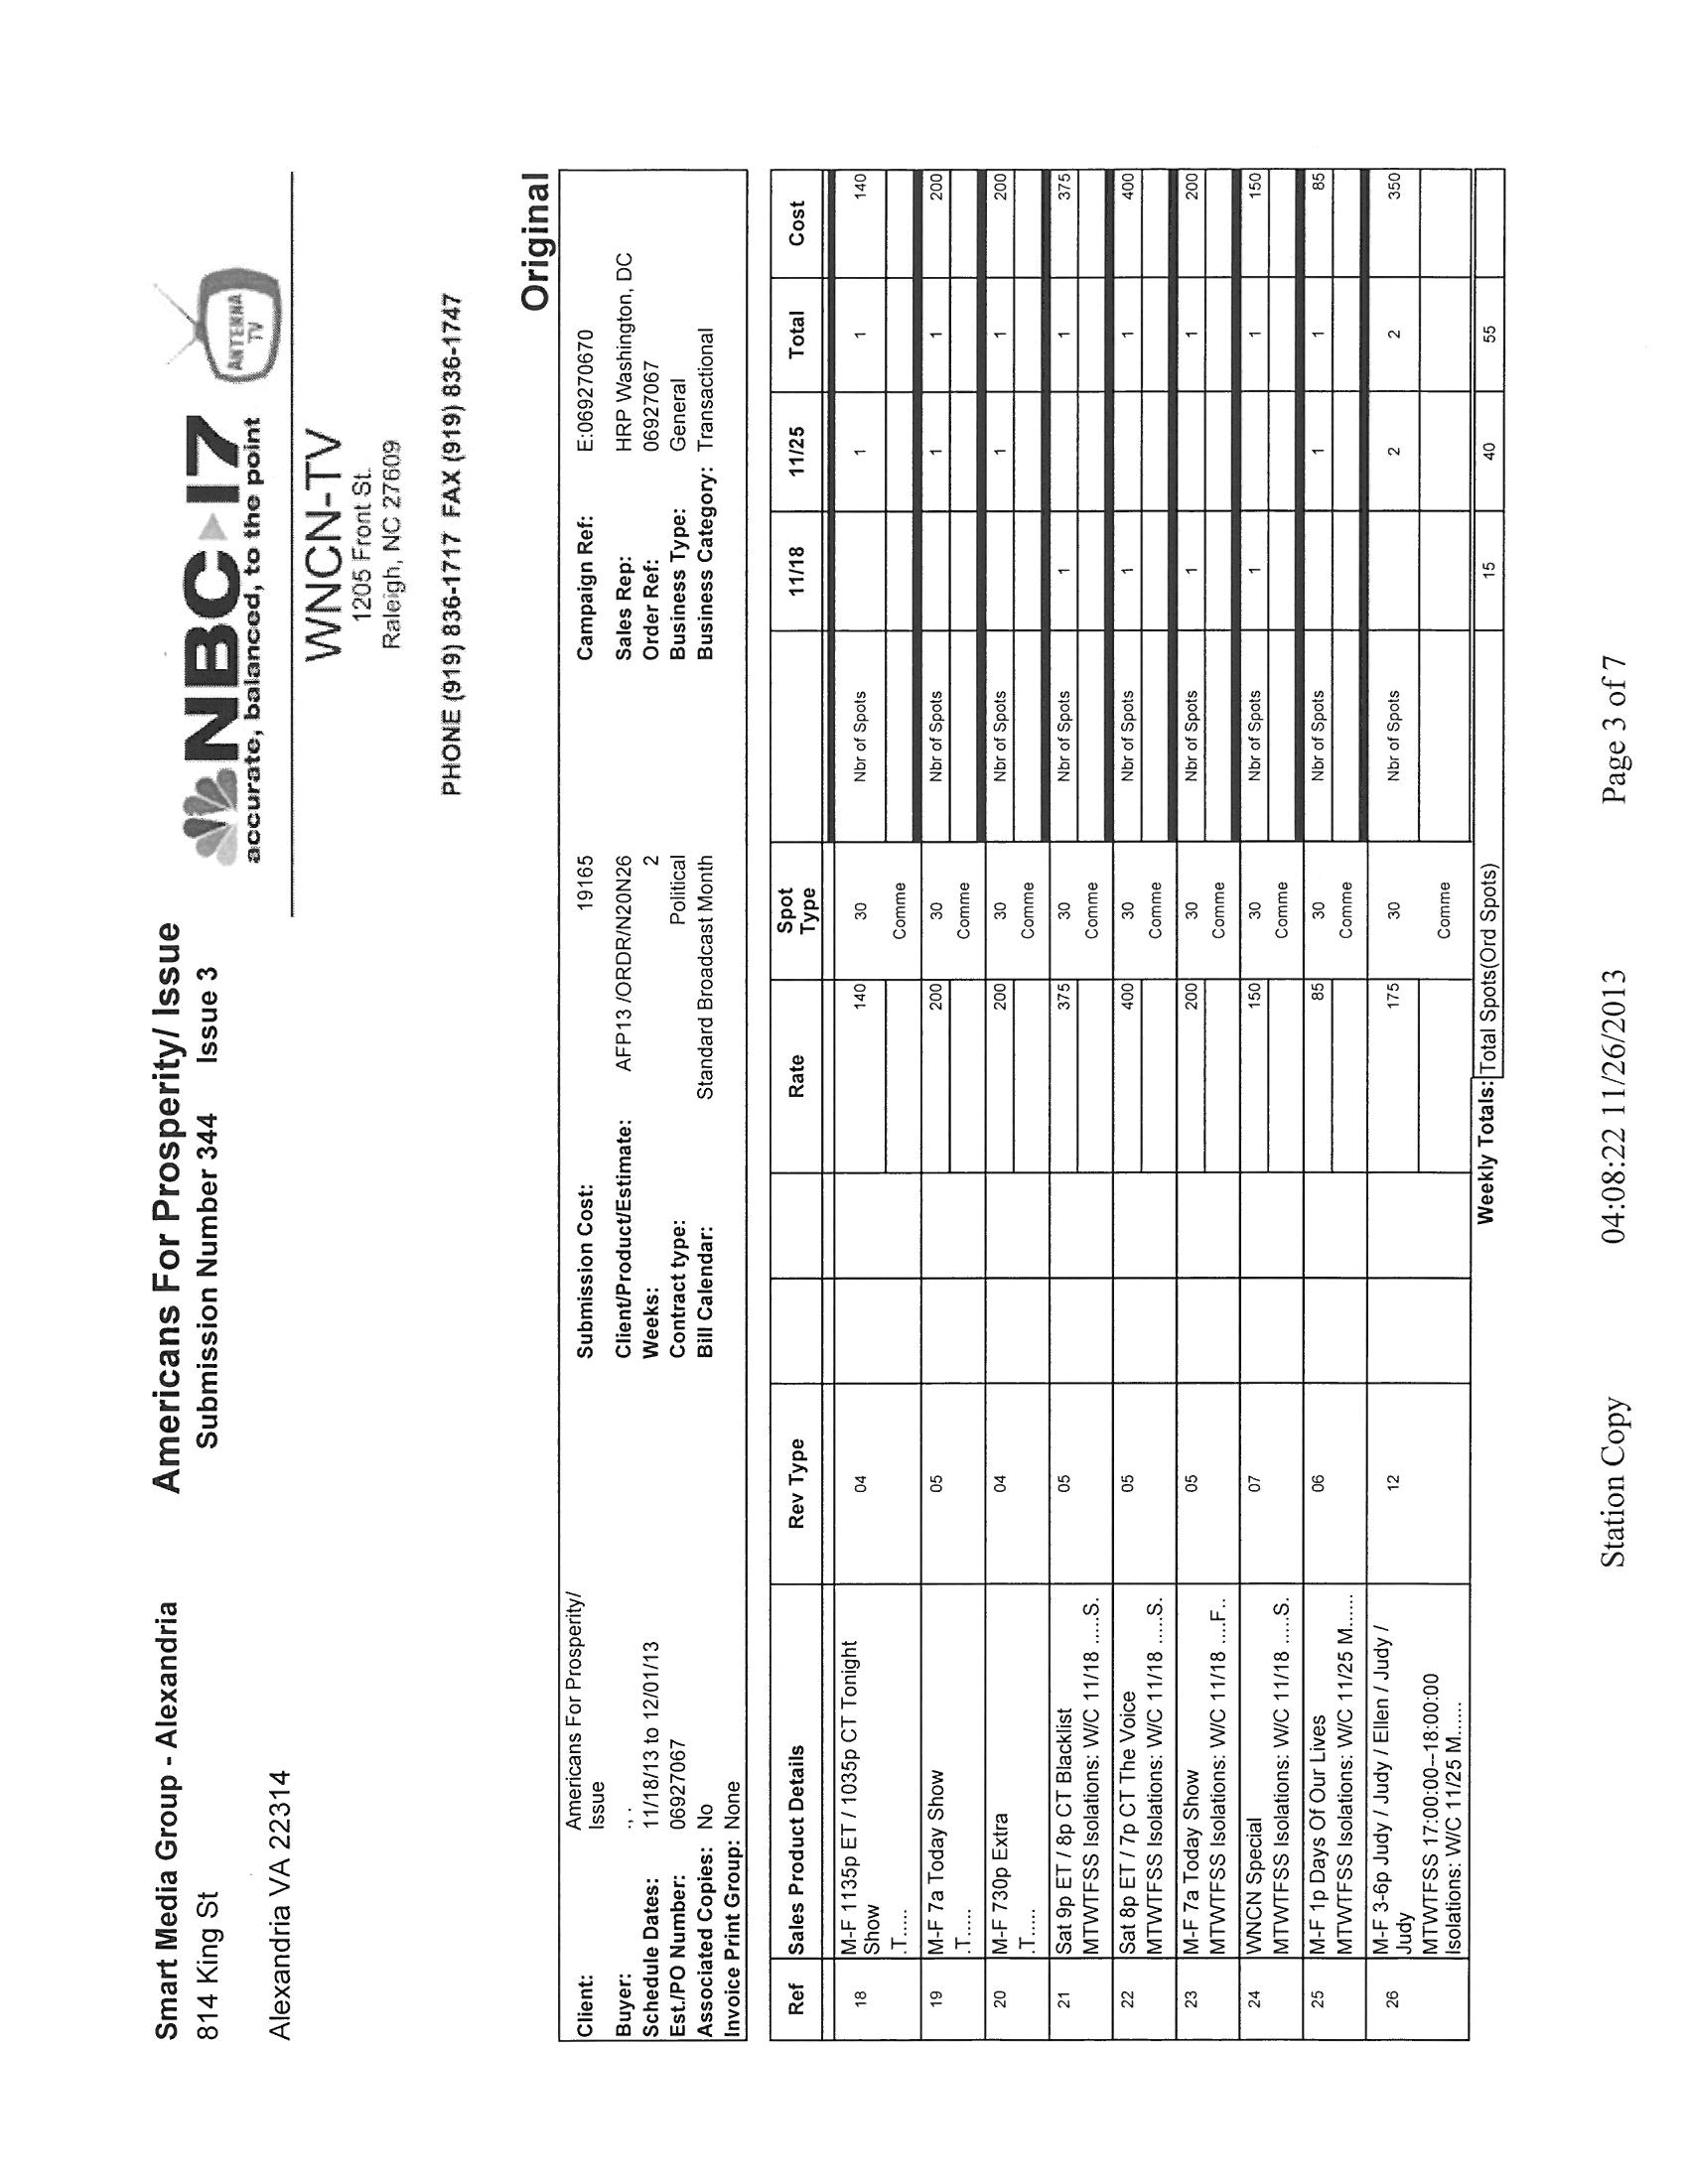 Smart Media Group - Alexandria
814 King St
Alexandria VA 22314
Americans For Prosperity/ Issue
Submission Number 344 Issue 3
NBC 17
accurate, balanced, to the point
ANTENNA TV
WNCN-TV
1205 Front St.
Raleigh, NC 27609
PHONE (919) 836-1717 FAX (919) 836-1747
Original
Client: Americans For Prosperity/ Issue Submission Cost: 19165 Campaign Ref: E:069270670
Buyer: ,. Client/Product/Estimate: AFP13 /ORDR/N20N26 Sales Rep: HRP Washington, DC
Schedule Dates: 11/18/13 to 12/01/13 Weeks: 2 Order Ref: 06927067
Est./PO Number: 06927067 Contract type: Political Business Type: General
Associated Copies: No Bill Calendar: Standard Broadcast Month Business Category: Transactional
Invoice Print Group: None
Ref Sales Product Details Rev Type Rate Spot Type 11/18 11/25 Total Cost
18 M-F 1135p ET / 1035p CT Tonight 04 140 30 Nbr of Spots 1 1 140
Show
.T..... Comme
19 M-F 7a Today Show 05 200 30 Nbr of Spots 1 1 200
.T..... Comme
20 M-F 730p Extra 04 200 30 Nbr of Spots 1 1 200
.T..... Comme
21 Sat 9p ET / 8p CT Blacklist 05 375 30 Nbr of Spots 1 1 375
MTWTFSS Isolations: W/C 11/18 .....S. Comme
22 Sat 8p ET / 7p CT The Voice 05 400 30 Nbr of Spots 1 1 400
MTWTFSS Isolations: W/C 11/18 .....S. Comme
23 M-F 7a Today Show 05 200 30 Nbr of Spots 1 1 200
MTWTFSS Isolations: W/C 11/18 ....F.. Comme
24 WNCN Special 07 150 30 Nbr of Spots 1 1 150
MTWTFSS Isolations: W/C 11/18 .....S. Comme
25 M-F 1p Days Of Our Lives 06 85 30 Nbr of Spots 1 1 85
MTWTFSS Isolations: W/C 11/25 M...... Comme
26 M-F 3-6p Judy / Judy / Ellen / Judy / 12 175 30 Nbr of Spots 2 2 350
Judy
MTWTFSS 17:00:00--18:00:00 Comme
Isolations: W/C 11/25 M......
Weekly Totals: Total Spots(Ord Spots) 15 40 55
Station Copy 04:08:22 11/26/2013 Page 3 of 7